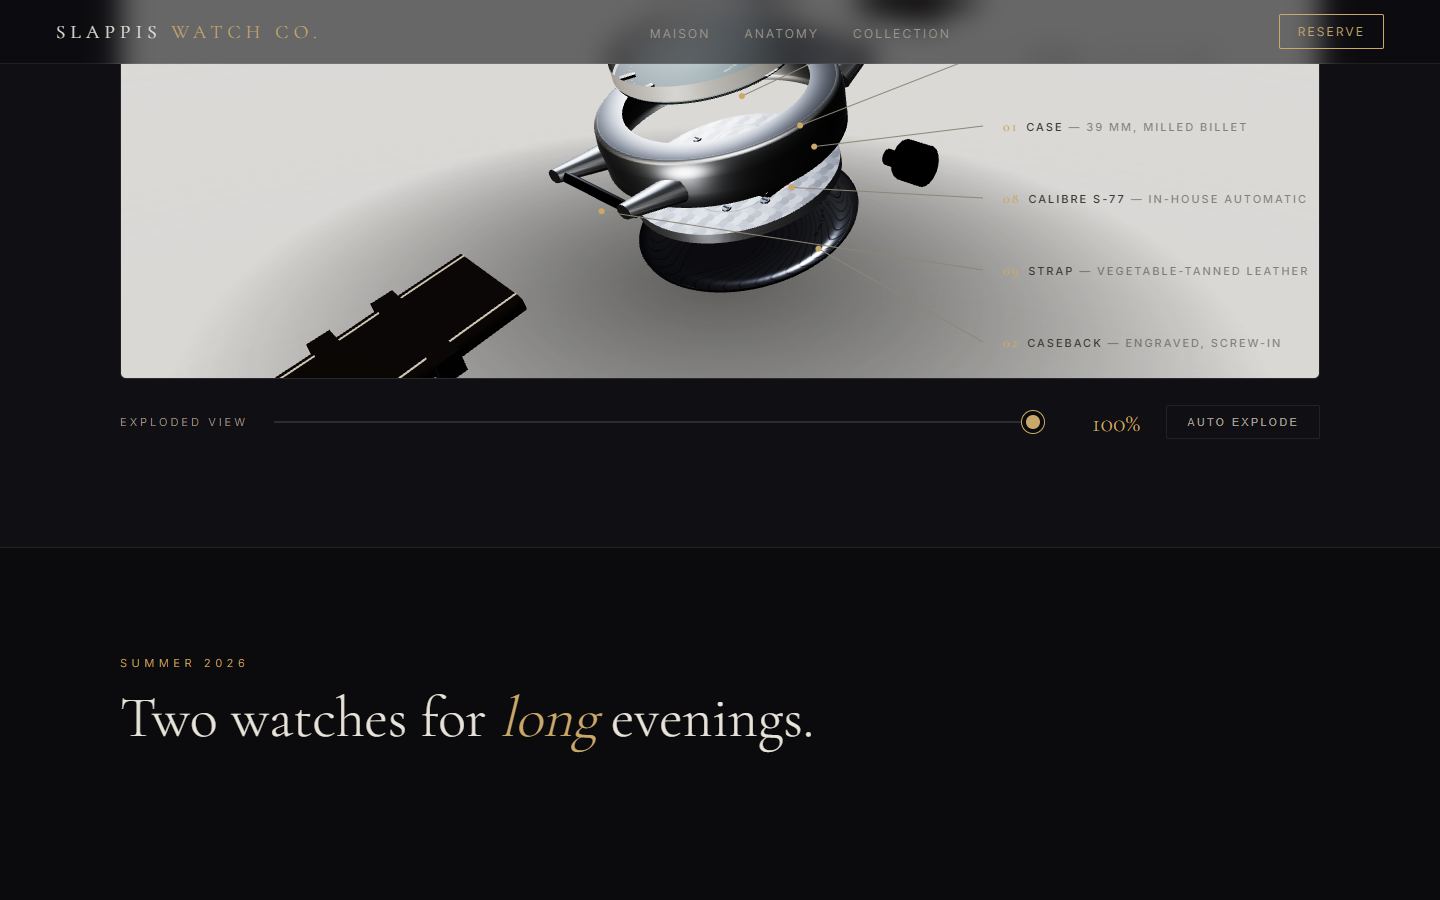 SLAPPIS WATCH CO.
MAISON
ANATOMY
COLLECTION
RESERVE
01 CASE — 39 MM, MILLED BILLET
08 CALIBRE S-77 — IN-HOUSE AUTOMATIC
09 STRAP — VEGETABLE-TANNED LEATHER
02 CASEBACK — ENGRAVED, SCREW-IN
EXPLODED VIEW
100%
AUTO EXPLODE
SUMMER 2026
Two watches for long evenings.